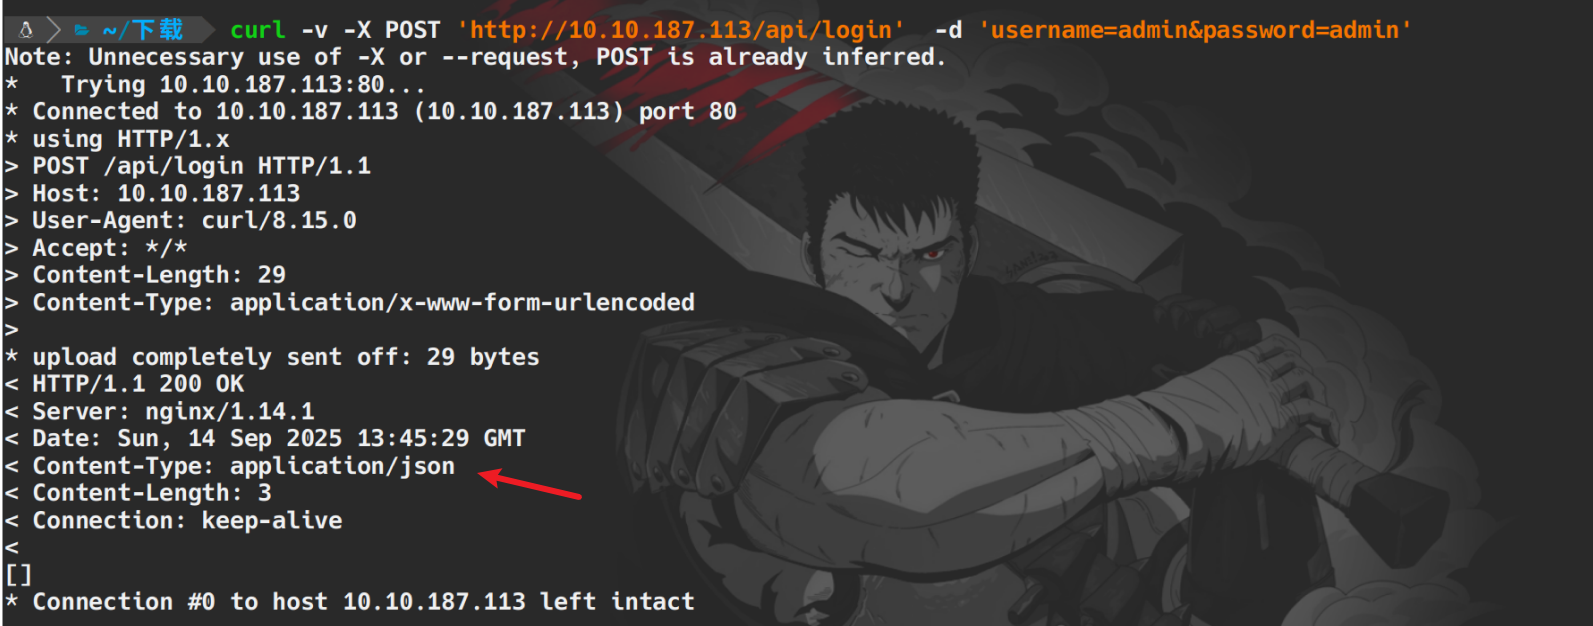 ~/下载 curl -v -X POST 'http://10.10.187.113/api/login' -d 'username=admin&password=admin'
Note: Unnecessary use of -X or --request, POST is already inferred.
*   Trying 10.10.187.113:80...
* Connected to 10.10.187.113 (10.10.187.113) port 80
* using HTTP/1.x
> POST /api/login HTTP/1.1
> Host: 10.10.187.113
> User-Agent: curl/8.15.0
> Accept: */*
> Content-Length: 29
> Content-Type: application/x-www-form-urlencoded
>
* upload completely sent off: 29 bytes
< HTTP/1.1 200 OK
< Server: nginx/1.14.1
< Date: Sun, 14 Sep 2025 13:45:29 GMT
< Content-Type: application/json
< Content-Length: 3
< Connection: keep-alive
<
[]
* Connection #0 to host 10.10.187.113 left intact